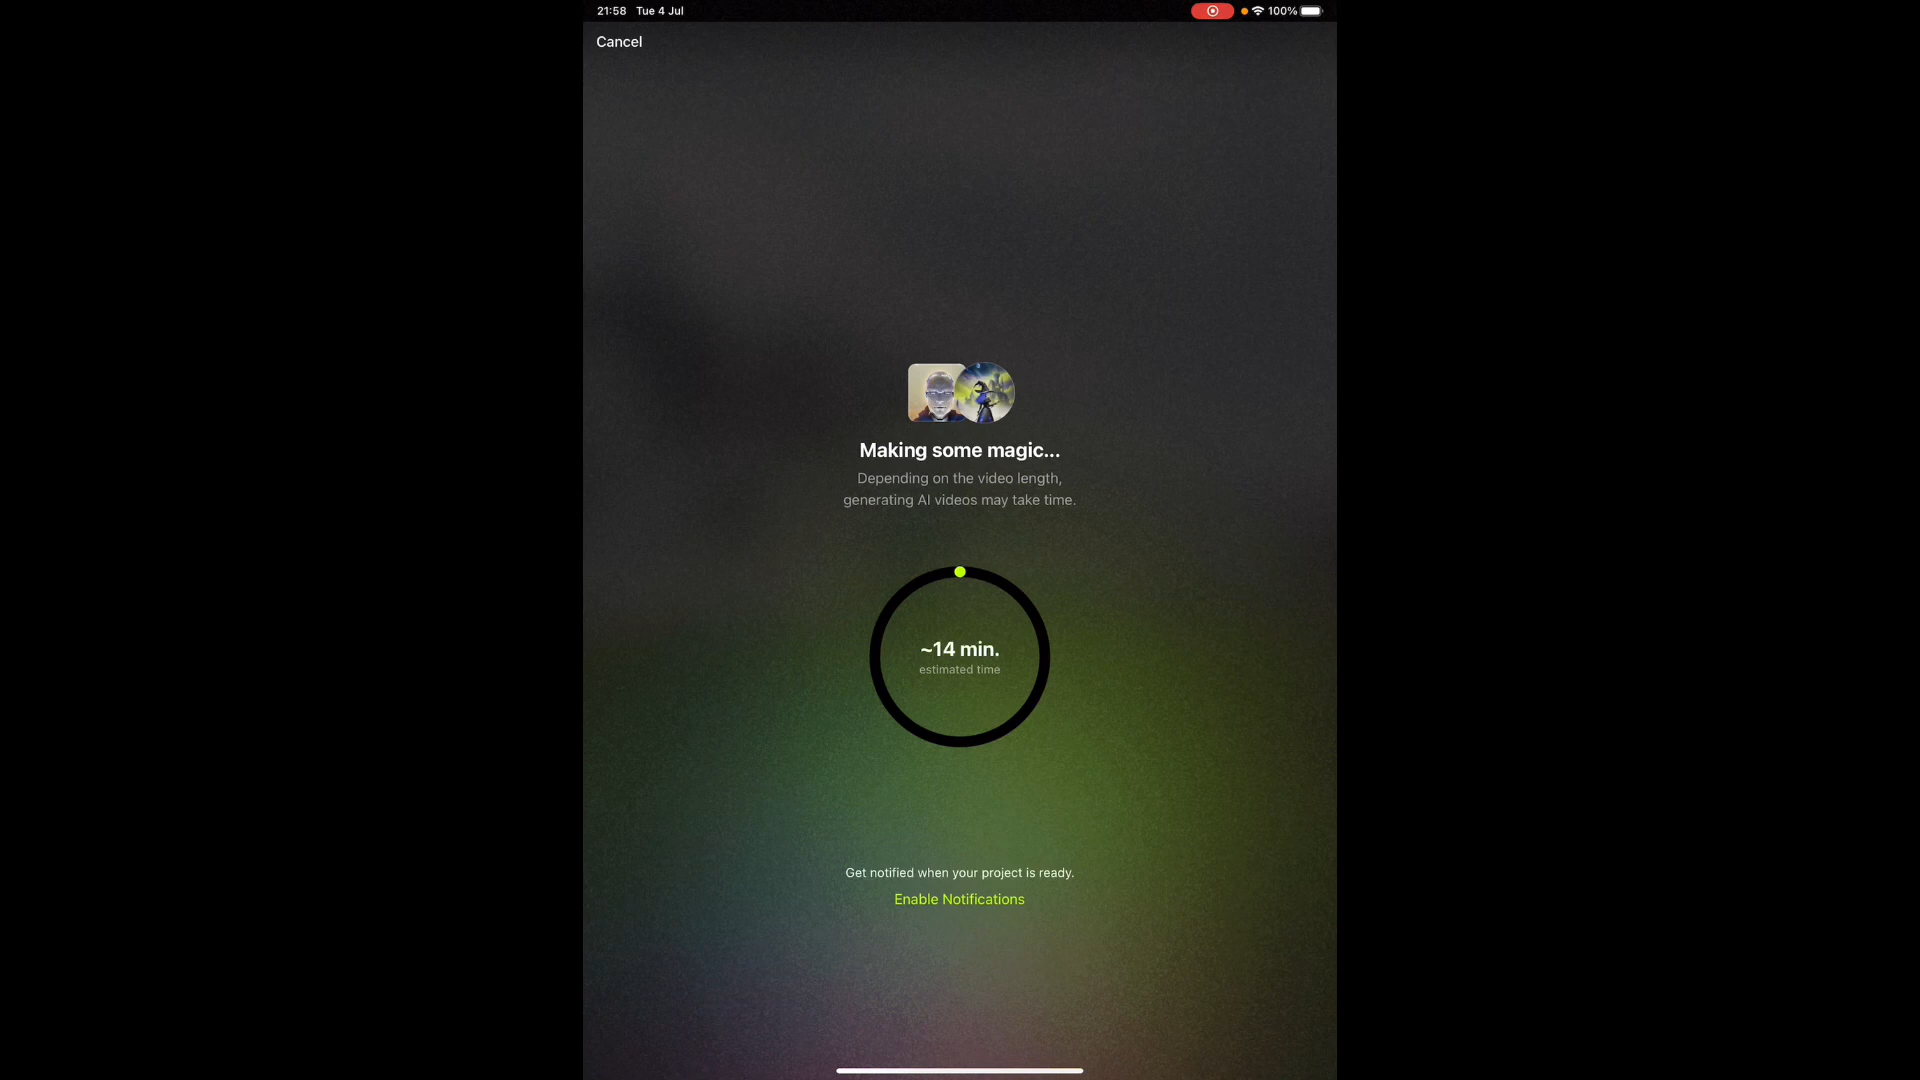 21:58 Tue 4 Jul
100%
Cancel
Making some magic...
Depending on the video length,
generating AI videos may take time.
~14 min.
estimated time
Get notified when your project is ready.
Enable Notifications